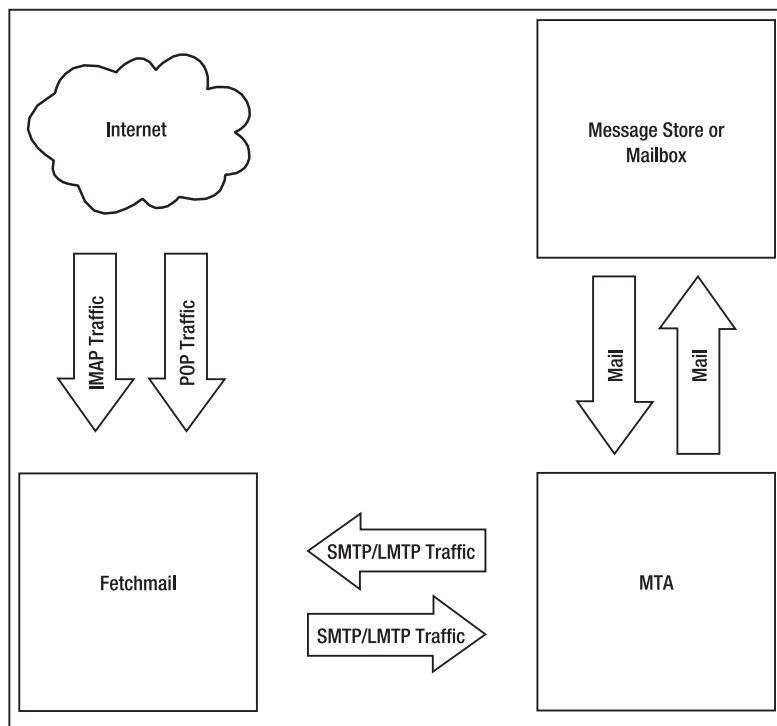 Internet
Message Store or
Mailbox
IMAP Traffic
POP Traffic
Mail
Mail
Fetchmail
SMTP/LMTP Traffic
SMTP/LMTP Traffic
MTA